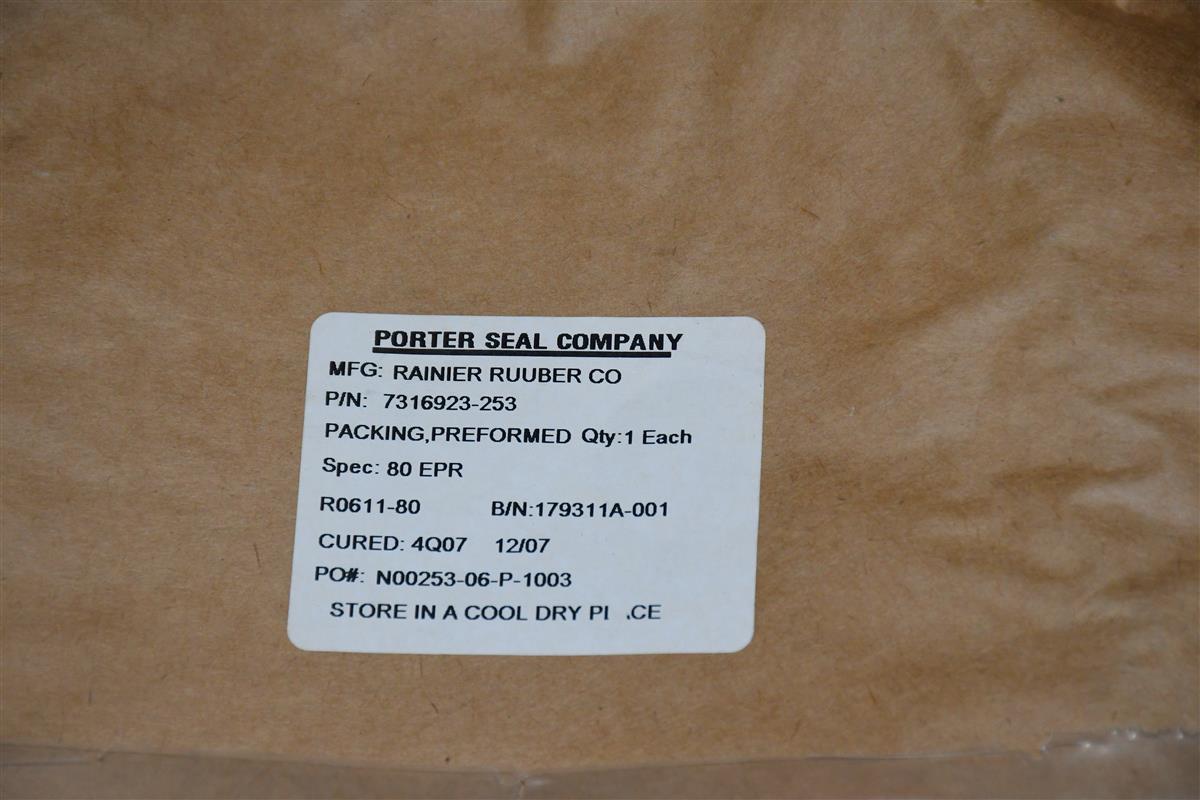 PORTER SEAL COMPANY
MFG: RAINIER RUUBER CO
P/N: 7316923-253
PACKING,PREFORMED Qty:1 Each
Spec: 80 EPR
R0611-80 B/N:179311A-001
CURED: 4Q07 12/07
PO#: N00253-06-P-1003
STORE IN A COOL DRY